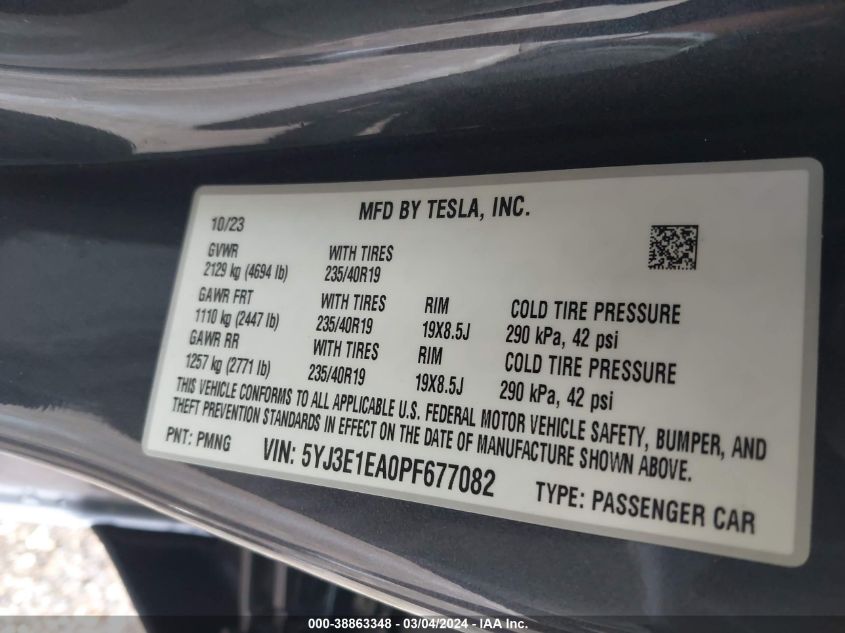 MFD BY TESLA, INC.
10/23
GVWR WITH TIRES
2129 kg (4694 lb) 235/40R19
GAWR FRT WITH TIRES RIM COLD TIRE PRESSURE
1110 kg (2447 lb) 235/40R19 19X8.5J 290 kPa, 42 psi
GAWR RR WITH TIRES RIM COLD TIRE PRESSURE
1257 kg (2771 lb) 235/40R19 19X8.5J 290 kPa, 42 psi
THIS VEHICLE CONFORMS TO ALL APPLICABLE U.S. FEDERAL MOTOR VEHICLE SAFETY, BUMPER, AND
THEFT PREVENTION STANDARDS IN EFFECT ON THE DATE OF MANUFACTURE SHOWN ABOVE.
PNT: PMNG VIN: 5YJ3E1EA0PF677082 TYPE: PASSENGER CAR
000-38863348 - 03/04/2024 - IAA Inc.